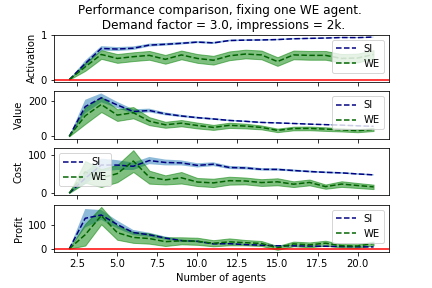 Performance comparison, fixing one WE agent.
Demand factor = 3.0, impressions = 2k.
Activation
1
0
SI
WE
Value
200
0
SI
WE
Cost
100
0
SI
WE
Profit
100
0
SI
WE
2.5 5.0 7.5 10.0 12.5 15.0 17.5 20.0
Number of agents